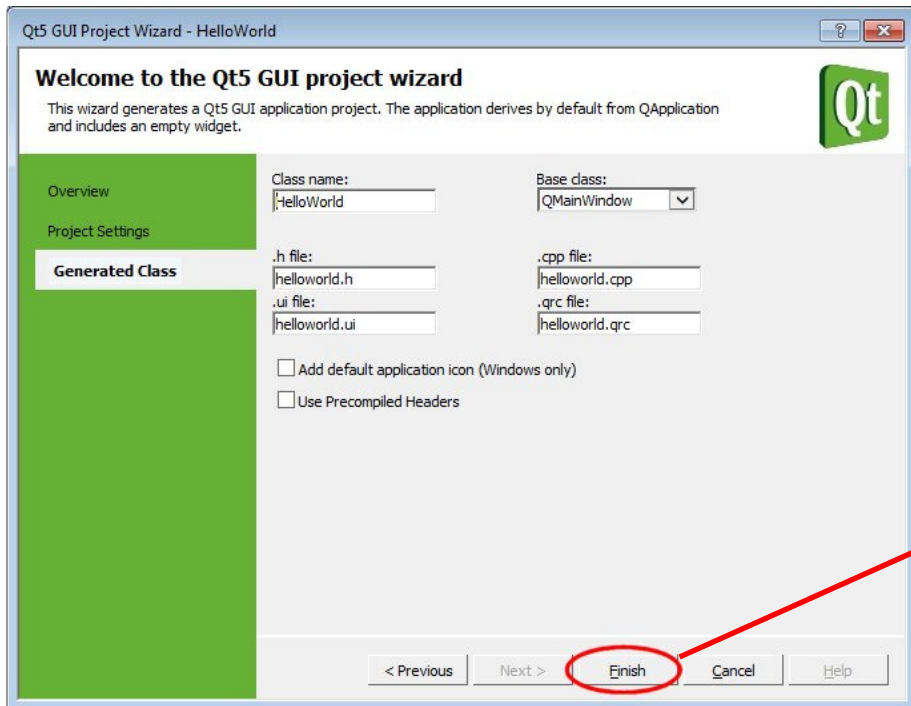 Qt5 GUI Project Wizard - HelloWorld
Welcome to the Qt5 GUI project wizard
This wizard generates a Qt5 GUI application project. The application derives by default from QApplication
and includes an empty widget.
Qt
Overview
Project Settings
Generated Class
Class name:
HelloWorld
Base class:
QMainWindow
.h file:
helloworld.h
.cpp file:
helloworld.cpp
.ui file:
helloworld.ui
.qrc file:
helloworld.qrc
Add default application icon (Windows only)
Use Precompiled Headers
< Previous
Next >
Finish
Cancel
Help